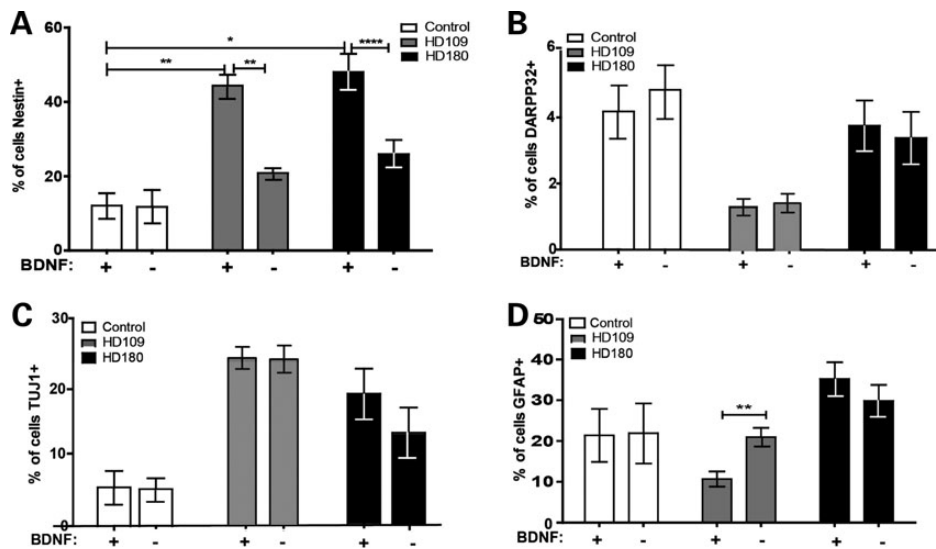 A
% of cells Nestin+
60
40
20
0
*
**
**
****
Control
HD109
HD180
BDNF: + - + - + -
B
% of cells DARPP32+
6
4
2
0
Control
HD109
HD180
BDNF: + - + - + -
C
% of cells TUJ1+
30
20
10
0
Control
HD109
HD180
BDNF: + - + - + -
D
% of cells GFAP+
50
40
30
20
10
0
**
Control
HD109
HD180
BDNF: + - + - + -